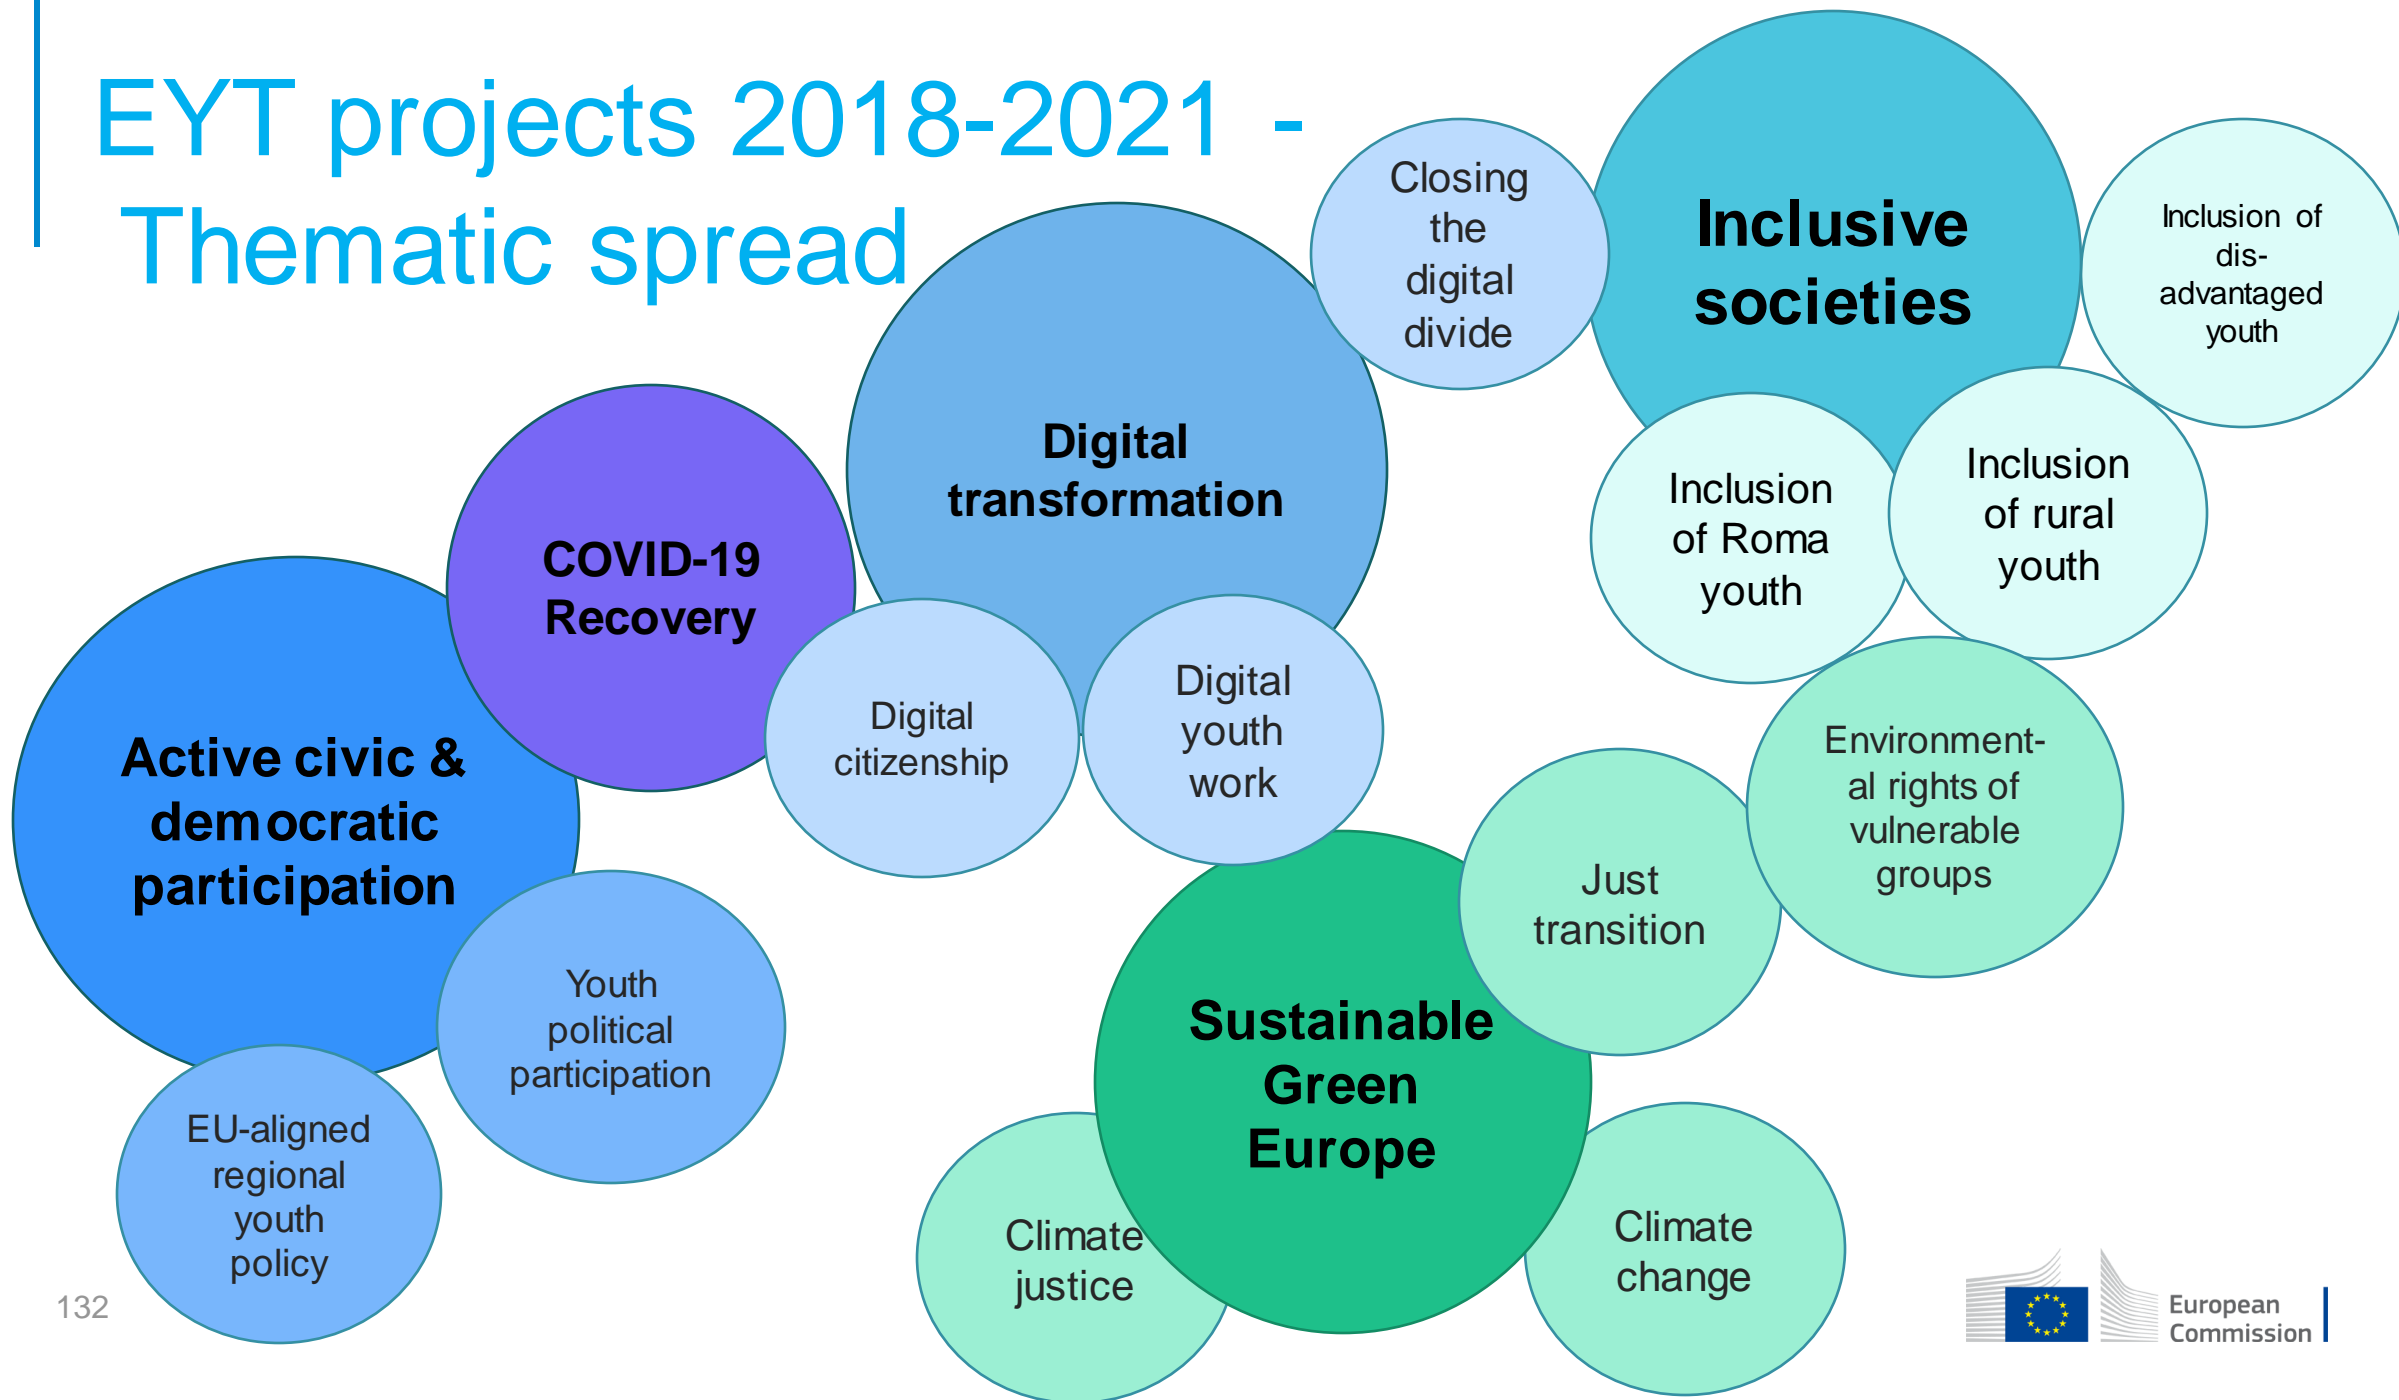 EYT projects 2018-2021 -
Thematic spread
Closing
the
digital
divide
Inclusive
societies
Inclusion of
dis-
advantaged
youth
Digital
transformation
Inclusion
of Roma
youth
Inclusion
of rural
youth
COVID-19
Recovery
Active civic &
democratic
participation
Digital
citizenship
Digital
youth
work
Environment-
al rights of
vulnerable
groups
Just
transition
Youth
political
participation
Sustainable
Green
Europe
EU-aligned
regional
youth
policy
Climate
justice
Climate
change
132
European
Commission